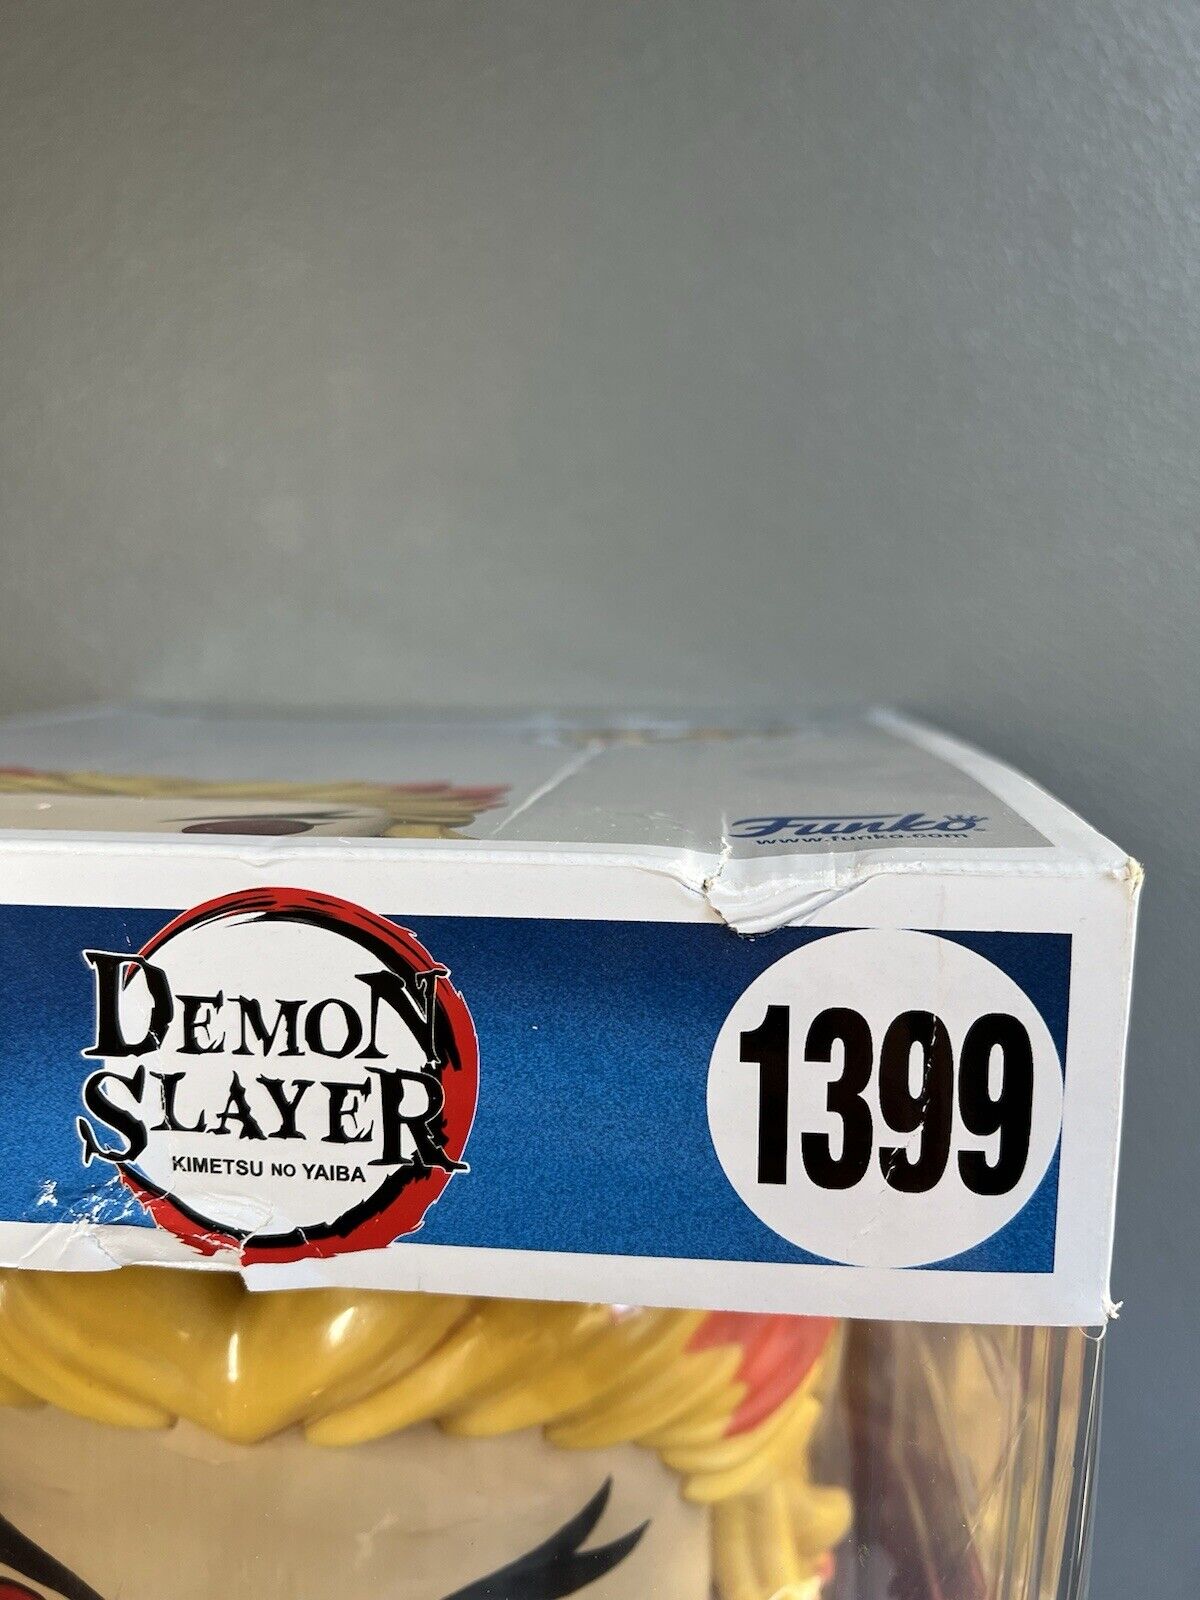 Funko
www.funko.com
DEMON
SLAYER
KIMETSU NO YAIBA
1399